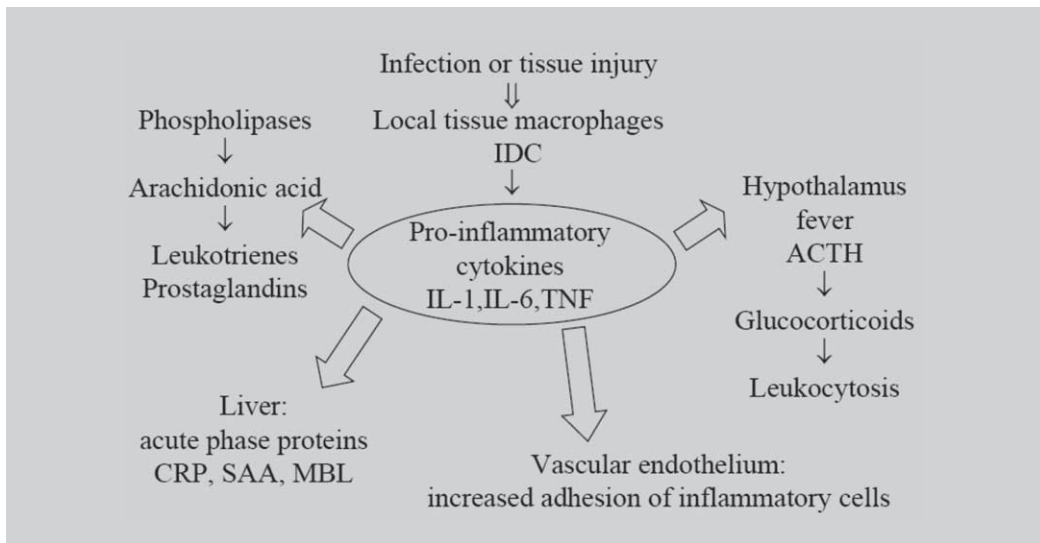 Infection or tissue injury
Local tissue macrophages
IDC
Phospholipases
Arachidonic acid
Leukotrienes
Prostaglandins
Pro-inflammatory
cytokines
IL-1,IL-6,TNF
Hypothalamus
fever
ACTH
Glucocorticoids
Leukocytosis
Liver:
acute phase proteins
CRP, SAA, MBL
Vascular endothelium:
increased adhesion of inflammatory cells